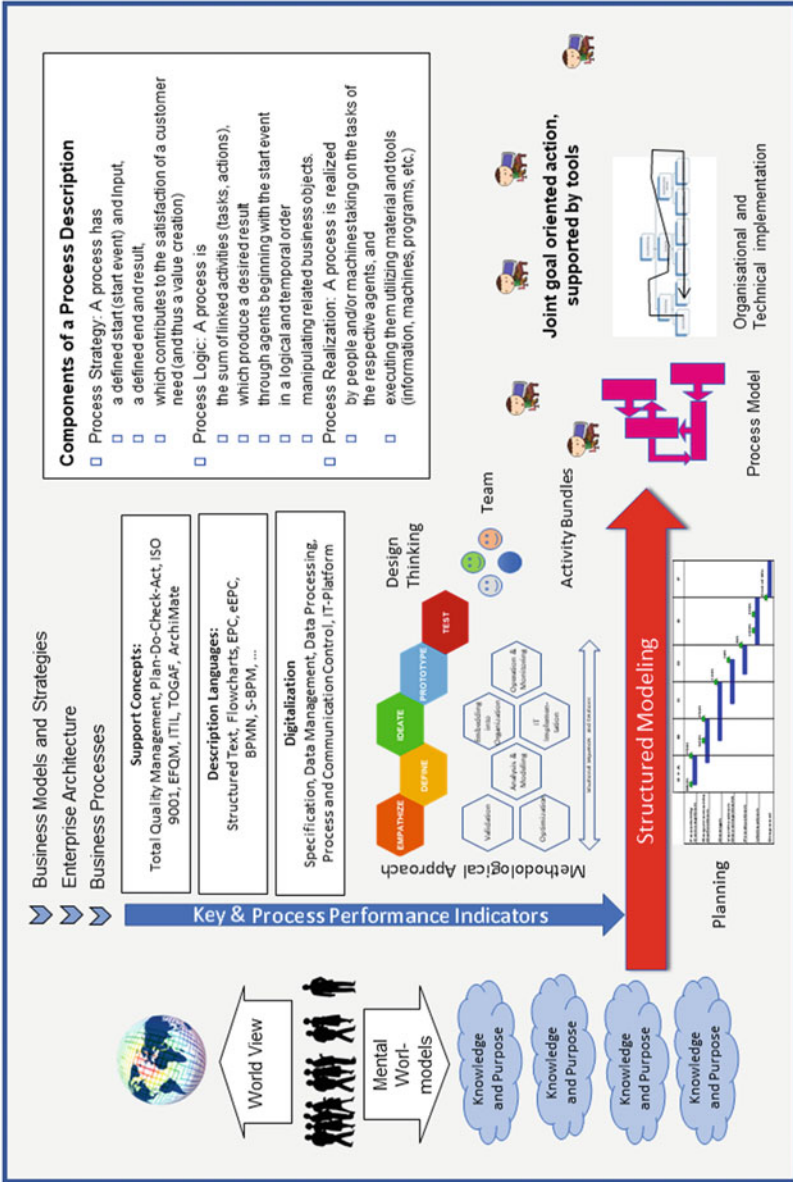 Business Models and Strategies
Enterprise Architecture
Business Processes
World View
Mental
Worl-
models
Knowledge
and Purpose
Knowledge
and Purpose
Knowledge
and Purpose
Knowledge
and Purpose
Key & Process Performance Indicators
Support Concepts:
Total Quality Management, Plan-Do-Check-Act, ISO
9001, EFQM, ITIL, TOGAF, ArchiMate
Description Languages:
Structured Text, Flowcharts, EPC, eEPC,
BPMN, S-BPM, ...
Digitalization
Specification, Data Management, Data Processing,
Process and Communication Control, IT-Platform
Components of a Process Description
Process Strategy: A process has
a defined start (start event) and Input,
a defined end and result,
which contributes to the satisfaction of a customer
need (and thus a value creation)
Process Logic: A process is
the sum of linked activities (tasks, actions),
which produce a desired result
through agents beginning with the start event
in a logical and temporal order
manipulating related business objects.
Process Realization: A process is realized
by people and/or machines taking on the tasks of
the respective agents, and
executing them utilizing material and tools
(information, machines, programs, etc.)
Methodological Approach
EMPATHIZE
DEFINE
IDEATE
PROTOTYPE
TEST
Design
Thinking
Validation
Optimization
Analysis &
Modeling
Embedding
into
Organization
IT
Implemen-
tation
Operation &
Monitoring
Team
Activity Bundles
Joint goal oriented action,
supported by tools
Structured Modeling
Planning
Process Model
Organisational and
Technical implementation